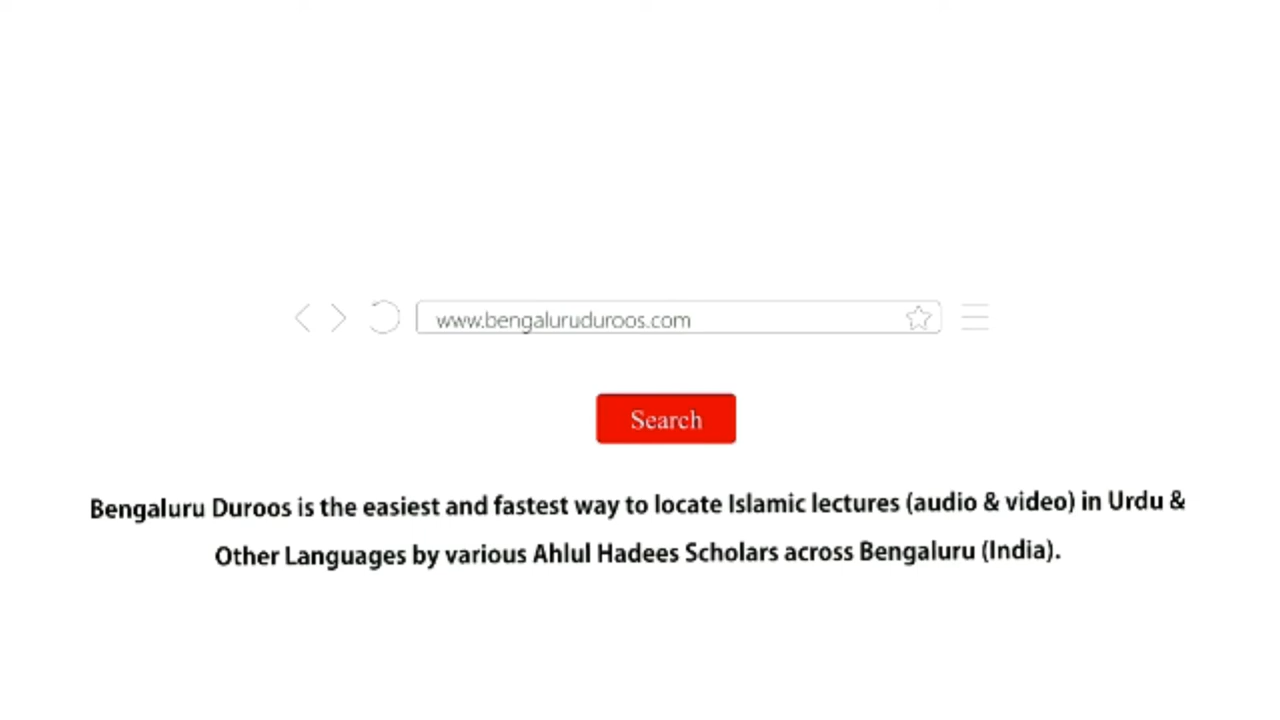 www.bengaluruduroos.com
Search
Bengaluru Duroos is the easiest and fastest way to locate Islamic lectures (audio & video) in Urdu &
Other Languages by various Ahlul Hadees Scholars across Bengaluru (India).